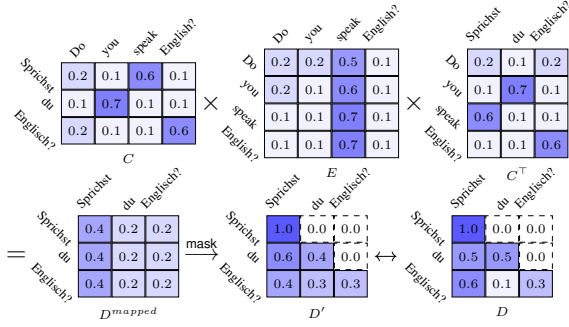 Do you speak English?
Sprichst 0.2 0.1 0.6 0.1
du 0.1 0.7 0.1 0.1
Englisch? 0.2 0.1 0.1 0.6
C
×
Do you speak English?
Do 0.2 0.2 0.5 0.1
you 0.2 0.1 0.6 0.1
speak 0.1 0.1 0.7 0.1
English? 0.1 0.1 0.7 0.1
E
×
Sprichst du Englisch?
Do 0.2 0.1 0.2
you 0.1 0.7 0.1
speak 0.6 0.1 0.1
English? 0.1 0.1 0.6
C⊤
=
Sprichst du Englisch?
Sprichst 0.4 0.2 0.2
du 0.4 0.2 0.2
Englisch? 0.4 0.2 0.2
D^mapped
mask →
Sprichst du Englisch?
Sprichst 1.0 0.0 0.0
du 0.6 0.4 0.0
Englisch? 0.4 0.3 0.3
D′
↔
Sprichst du Englisch?
Sprichst 1.0 0.0 0.0
du 0.5 0.5 0.0
Englisch? 0.6 0.1 0.3
D